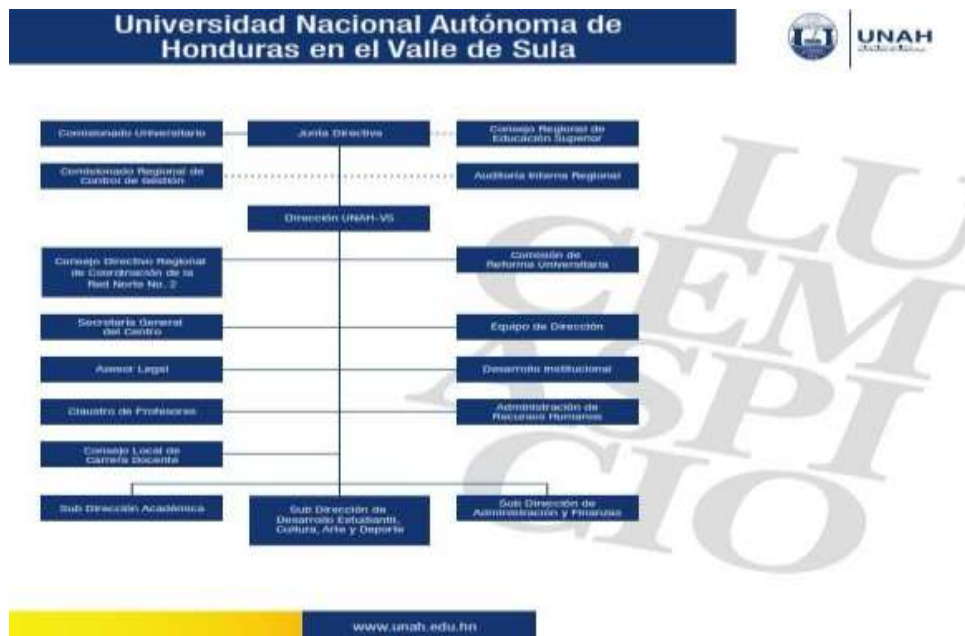 Universidad Nacional Autónoma de
Honduras en el Valle de Sula
UNAH
Comisionado Universitario
Junta Directiva
Consejo Regional de
Educación Superior
Comisionado Regional de
Control de Gestión
Auditoría Interna Regional
Dirección UNAH-VS
Consejo Directivo Regional
de Coordinación de la
Red Norte No. 2
Comisión de
Reforma Universitaria
Secretaría General
del Centro
Equipo de Dirección
Asesor Legal
Desarrollo Institucional
Claustro de Profesores
Administración de
Recursos Humanos
Consejo Local de
Carrera Docente
Sub Dirección Académica
Sub Dirección de
Desarrollo Estudiantil,
Cultura, Arte y Deporte
Sub Dirección de
Administración y Finanzas
LUCEM
ASPICIO
www.unah.edu.hn